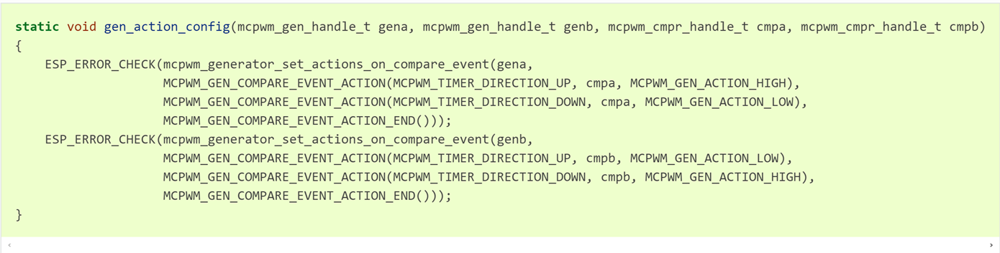 static void gen_action_config(mcpwm_gen_handle_t gena, mcpwm_gen_handle_t genb, mcpwm_cmpr_handle_t cmpa, mcpwm_cmpr_handle_t cmpb)
{
    ESP_ERROR_CHECK(mcpwm_generator_set_actions_on_compare_event(gena,
                    MCPWM_GEN_COMPARE_EVENT_ACTION(MCPWM_TIMER_DIRECTION_UP, cmpa, MCPWM_GEN_ACTION_HIGH),
                    MCPWM_GEN_COMPARE_EVENT_ACTION(MCPWM_TIMER_DIRECTION_DOWN, cmpa, MCPWM_GEN_ACTION_LOW),
                    MCPWM_GEN_COMPARE_EVENT_ACTION_END()));
    ESP_ERROR_CHECK(mcpwm_generator_set_actions_on_compare_event(genb,
                    MCPWM_GEN_COMPARE_EVENT_ACTION(MCPWM_TIMER_DIRECTION_UP, cmpb, MCPWM_GEN_ACTION_LOW),
                    MCPWM_GEN_COMPARE_EVENT_ACTION(MCPWM_TIMER_DIRECTION_DOWN, cmpb, MCPWM_GEN_ACTION_HIGH),
                    MCPWM_GEN_COMPARE_EVENT_ACTION_END()));
}